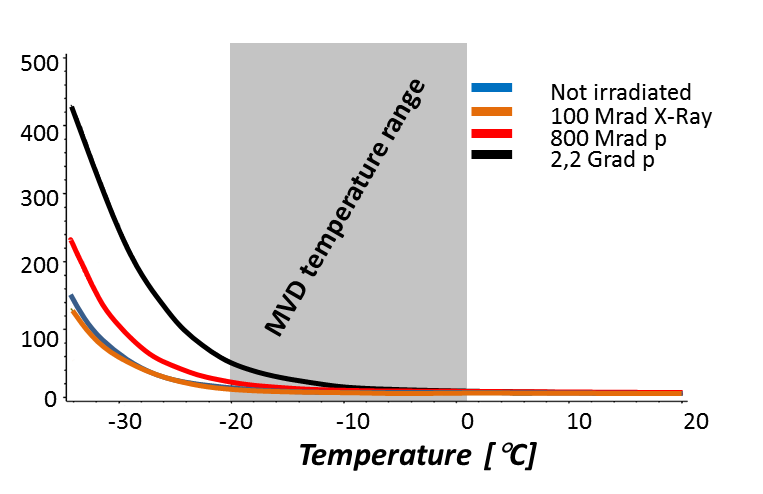 500
400
300
200
100
0
-30 -20 -10 0 10 20
Temperature [°C]
MVD temperature range
Not irradiated
100 Mrad X-Ray
800 Mrad p
2,2 Grad p